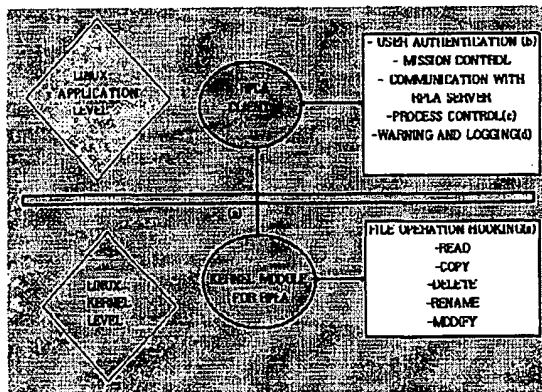 LINUX
APPLICATION
LEVEL
RPLA
CLIENT
- USER AUTHENTICATION (b)
- MISSION CONTROL
- COMMUNICATION WITH
RPLA SERVER
-PROCESS CONTROL(c)
-WARNING AND LOGGING(d)
LINUX
KERNEL
LEVEL
KERNEL MODULE
FOR RPLA
FILE OPERATION HOOKING(a)
-READ
-COPY
-DELETE
-RENAME
-MODIFY